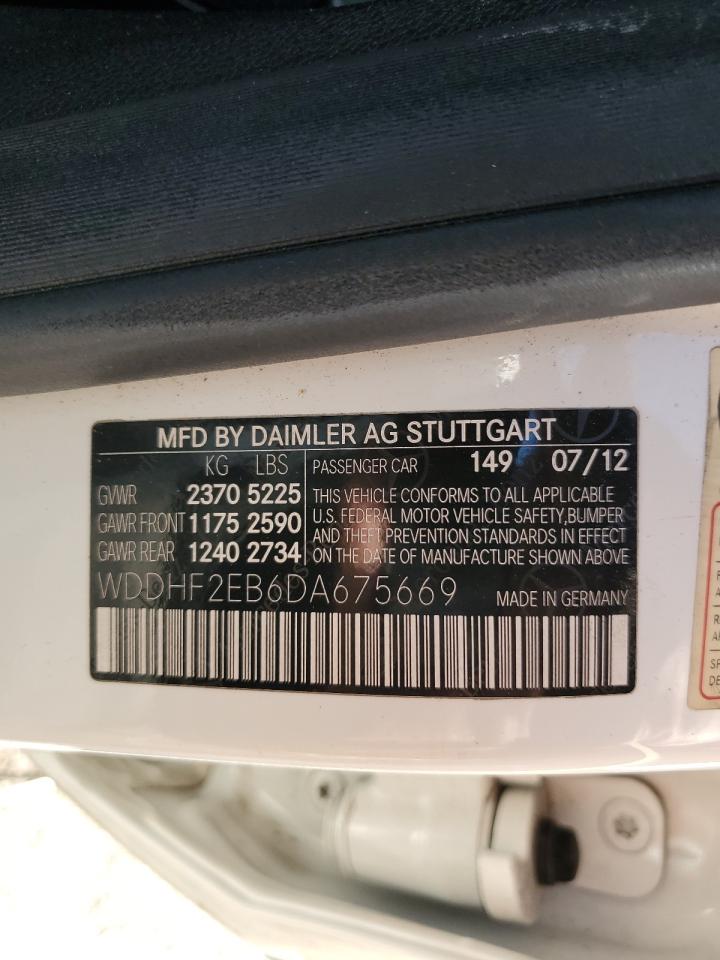 MFD BY DAIMLER AG STUTTGART
KG LBS
GVWR 2370 5225
GAWR FRONT 1175 2590
GAWR REAR 1240 2734
PASSENGER CAR 149 07/12
THIS VEHICLE CONFORMS TO ALL APPLICABLE
U.S. FEDERAL MOTOR VEHICLE SAFETY,BUMPER
AND THEFT PREVENTION STANDARDS IN EFFECT
ON THE DATE OF MANUFACTURE SHOWN ABOVE
WDDHF2EB6DA675669 MADE IN GERMANY